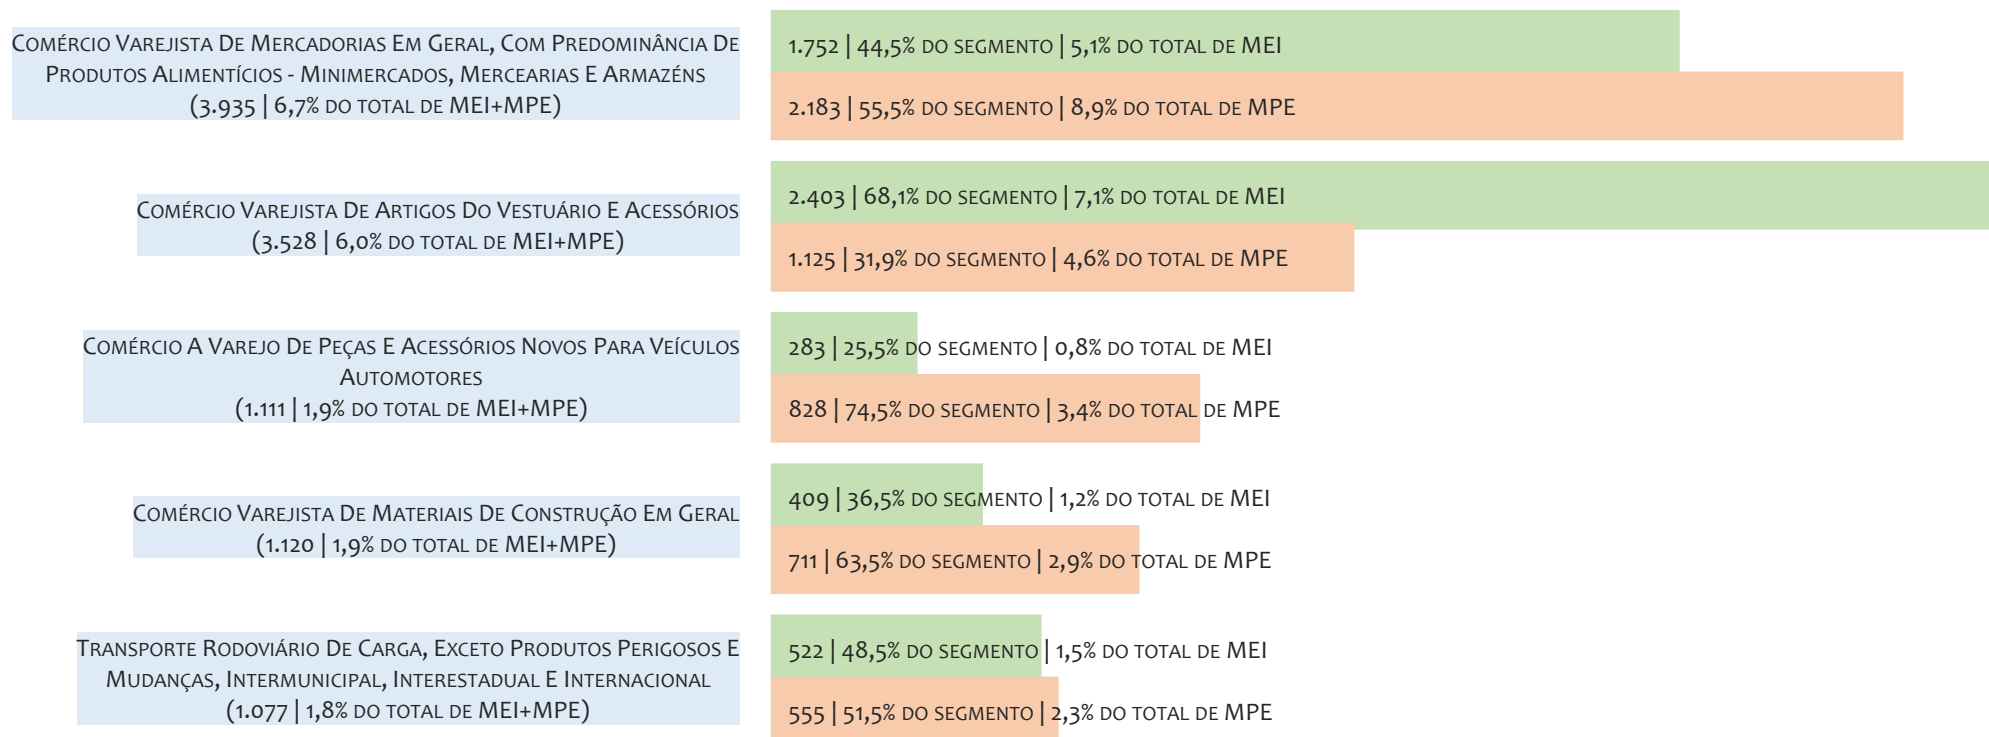 Comércio Varejista De Mercadorias Em Geral, Com Predominância De
Produtos Alimentícios - Minimercados, Mercearias E Armazéns
(3.935 | 6,7% do total de MEI+MPE)
1.752 | 44,5% do segmento | 5,1% do total de MEI
2.183 | 55,5% do segmento | 8,9% do total de MPE
Comércio Varejista De Artigos Do Vestuário E Acessórios
(3.528 | 6,0% do total de MEI+MPE)
2.403 | 68,1% do segmento | 7,1% do total de MEI
1.125 | 31,9% do segmento | 4,6% do total de MPE
Comércio A Varejo De Peças E Acessórios Novos Para Veículos
Automotores
(1.111 | 1,9% do total de MEI+MPE)
283 | 25,5% do segmento | 0,8% do total de MEI
828 | 74,5% do segmento | 3,4% do total de MPE
Comércio Varejista De Materiais De Construção Em Geral
(1.120 | 1,9% do total de MEI+MPE)
409 | 36,5% do segmento | 1,2% do total de MEI
711 | 63,5% do segmento | 2,9% do total de MPE
Transporte Rodoviário De Carga, Exceto Produtos Perigosos E
Mudanças, Intermunicipal, Interestadual E Internacional
(1.077 | 1,8% do total de MEI+MPE)
522 | 48,5% do segmento | 1,5% do total de MEI
555 | 51,5% do segmento | 2,3% do total de MPE